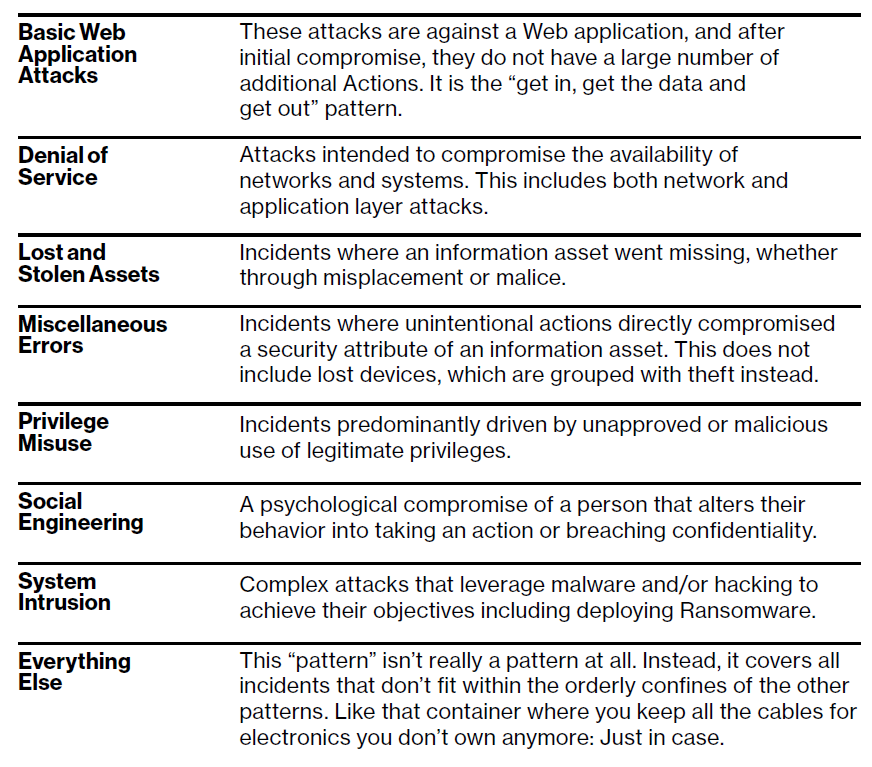 Basic Web
Application
Attacks
These attacks are against a Web application, and after
initial compromise, they do not have a large number of
additional Actions. It is the “get in, get the data and
get out” pattern.
Denial of
Service
Attacks intended to compromise the availability of
networks and systems. This includes both network and
application layer attacks.
Lost and
Stolen Assets
Incidents where an information asset went missing, whether
through misplacement or malice.
Miscellaneous
Errors
Incidents where unintentional actions directly compromised
a security attribute of an information asset. This does not
include lost devices, which are grouped with theft instead.
Privilege
Misuse
Incidents predominantly driven by unapproved or malicious
use of legitimate privileges.
Social
Engineering
A psychological compromise of a person that alters their
behavior into taking an action or breaching confidentiality.
System
Intrusion
Complex attacks that leverage malware and/or hacking to
achieve their objectives including deploying Ransomware.
Everything
Else
This “pattern” isn’t really a pattern at all. Instead, it covers all
incidents that don’t fit within the orderly confines of the other
patterns. Like that container where you keep all the cables for
electronics you don’t own anymore: Just in case.